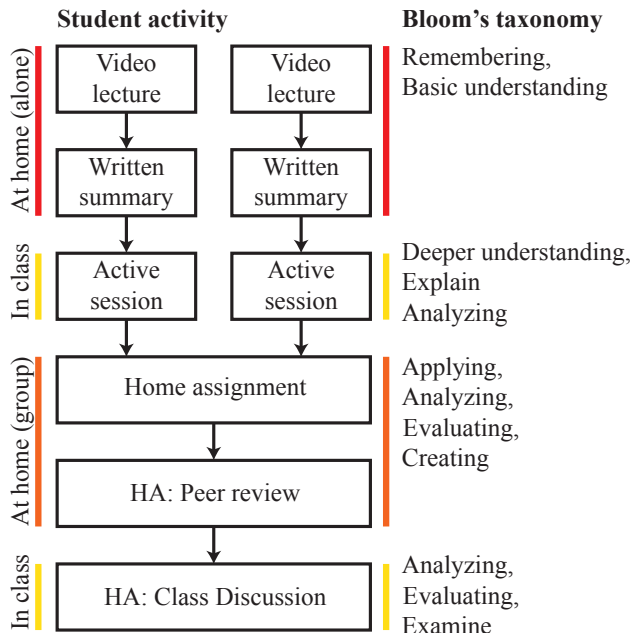 Student activity
Bloom's taxonomy
At home (alone)
Video
lecture
Video
lecture
Remembering,
Basic understanding
Written
summary
Written
summary
In class
Active
session
Active
session
Deeper understanding,
Explain
Analyzing
At home (group)
Home assignment
Applying,
Analyzing,
Evaluating,
Creating
HA: Peer review
In class
HA: Class Discussion
Analyzing,
Evaluating,
Examine